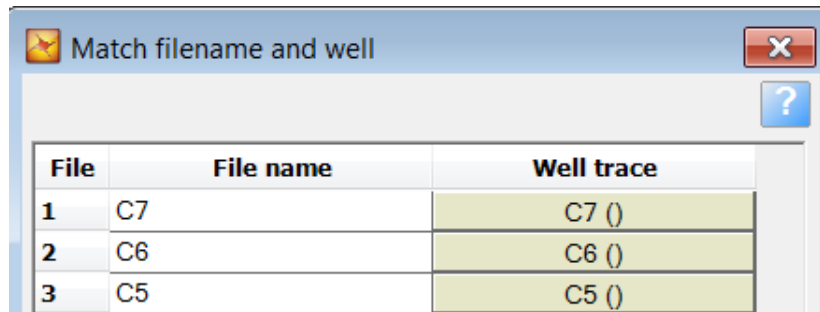 Match filename and well
?
File File name Well trace
1 C7 C7 ()
2 C6 C6 ()
3 C5 C5 ()